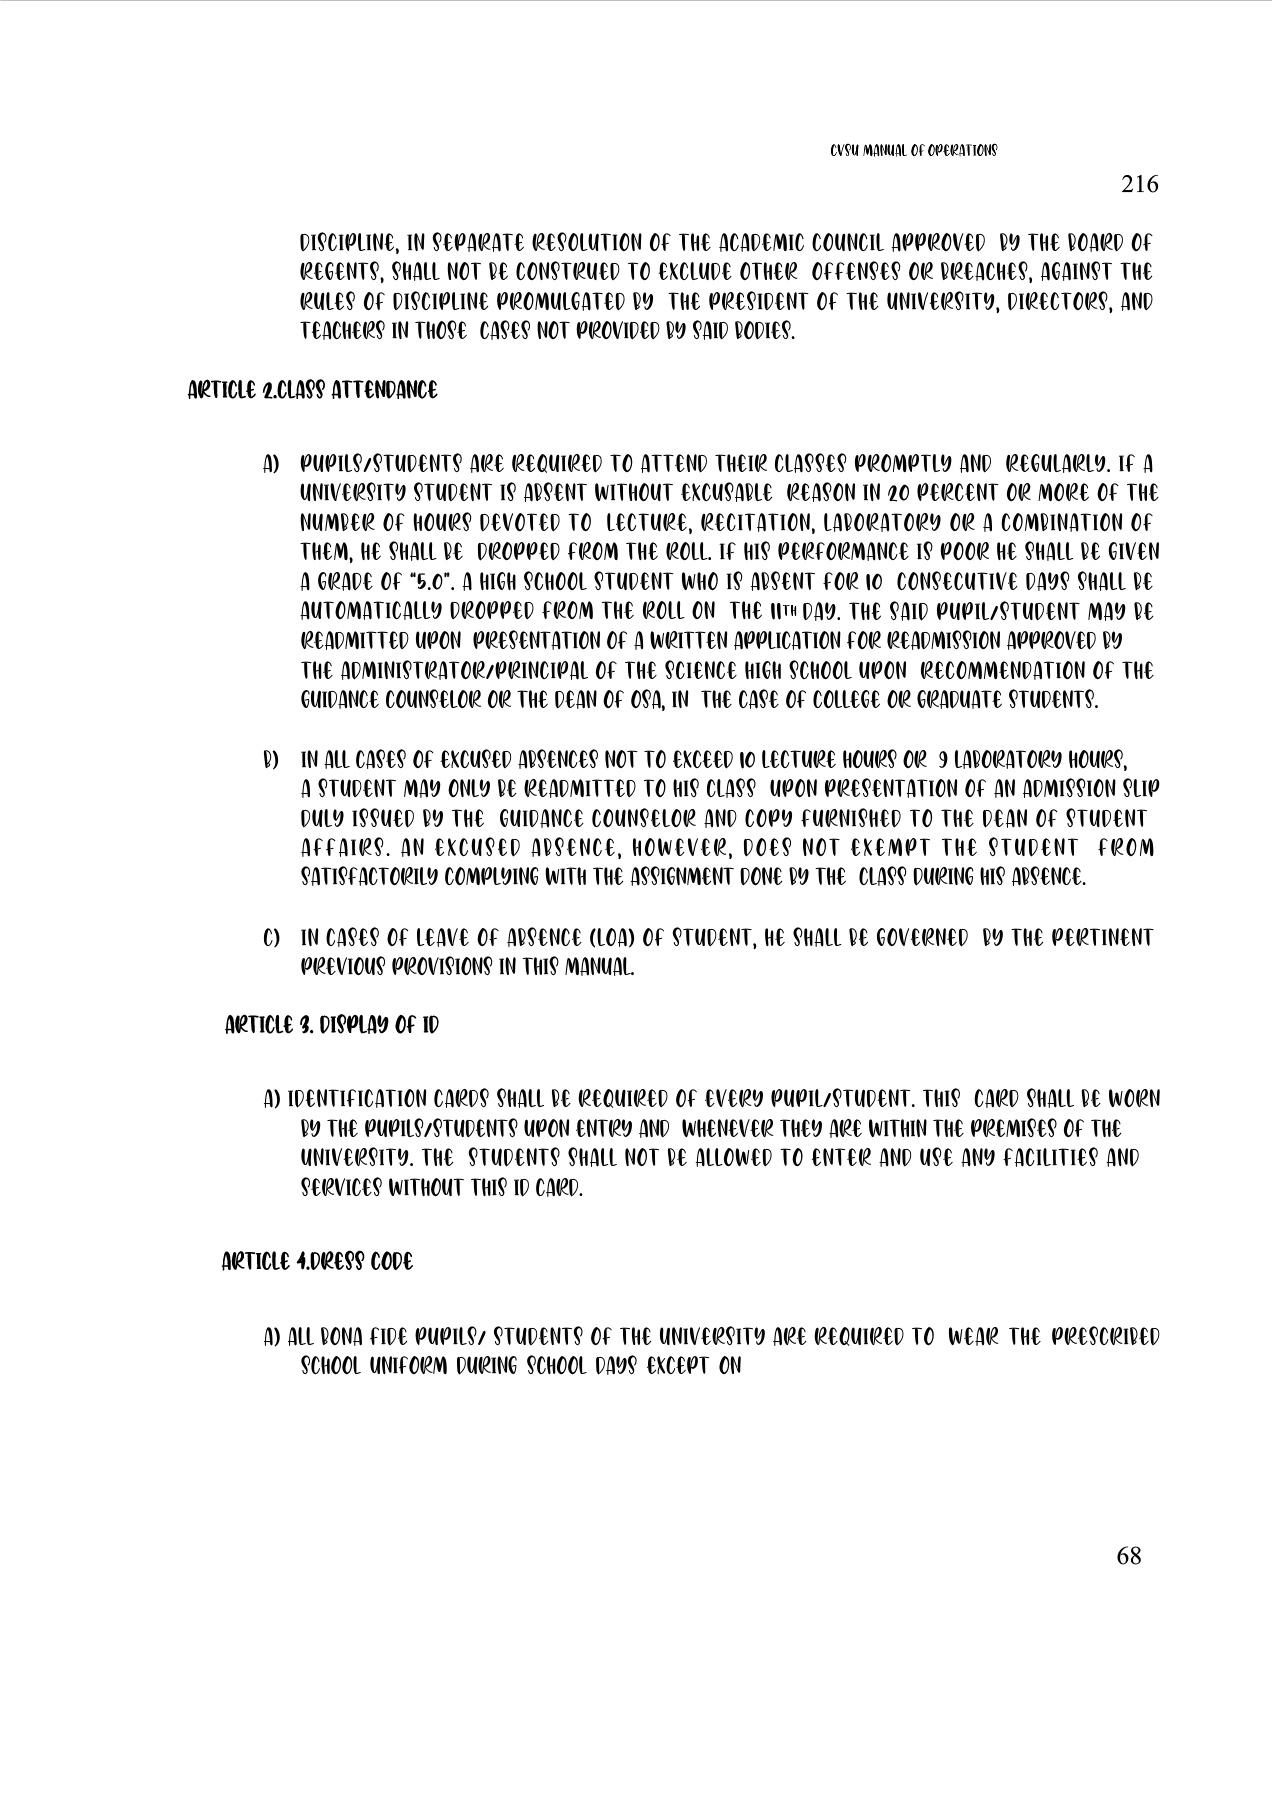 CVSU MANUAL OF OPERATIONS
216
DISCIPLINE, IN SEPARATE RESOLUTION OF THE ACADEMIC COUNCIL APPROVED BY THE BOARD OF
REGENTS, SHALL NOT BE CONSTRUED TO EXCLUDE OTHER OFFENSES OR BREACHES, AGAINST THE
RULES OF DISCIPLINE PROMULGATED BY THE PRESIDENT OF THE UNIVERSITY, DIRECTORS, AND
TEACHERS IN THOSE CASES NOT PROVIDED BY SAID BODIES.
ARTICLE 2.CLASS ATTENDANCE
A) PUPILS/STUDENTS ARE REQUIRED TO ATTEND THEIR CLASSES PROMPTLY AND REGULARLY. IF A
UNIVERSITY STUDENT IS ABSENT WITHOUT EXCUSABLE REASON IN 20 PERCENT OR MORE OF THE
NUMBER OF HOURS DEVOTED TO LECTURE, RECITATION, LABORATORY OR A COMBINATION OF
THEM, HE SHALL BE DROPPED FROM THE ROLL. IF HIS PERFORMANCE IS POOR HE SHALL BE GIVEN
A GRADE OF “5.0”. A HIGH SCHOOL STUDENT WHO IS ABSENT FOR 10 CONSECUTIVE DAYS SHALL BE
AUTOMATICALLY DROPPED FROM THE ROLL ON THE 11TH DAY. THE SAID PUPIL/STUDENT MAY BE
READMITTED UPON PRESENTATION OF A WRITTEN APPLICATION FOR READMISSION APPROVED BY
THE ADMINISTRATOR/PRINCIPAL OF THE SCIENCE HIGH SCHOOL UPON RECOMMENDATION OF THE
GUIDANCE COUNSELOR OR THE DEAN OF OSA, IN THE CASE OF COLLEGE OR GRADUATE STUDENTS.
B) IN ALL CASES OF EXCUSED ABSENCES NOT TO EXCEED 10 LECTURE HOURS OR 9 LABORATORY HOURS,
A STUDENT MAY ONLY BE READMITTED TO HIS CLASS UPON PRESENTATION OF AN ADMISSION SLIP
DULY ISSUED BY THE GUIDANCE COUNSELOR AND COPY FURNISHED TO THE DEAN OF STUDENT
AFFAIRS. AN EXCUSED ABSENCE, HOWEVER, DOES NOT EXEMPT THE STUDENT FROM
SATISFACTORILY COMPLYING WITH THE ASSIGNMENT DONE BY THE CLASS DURING HIS ABSENCE.
C) IN CASES OF LEAVE OF ABSENCE (LOA) OF STUDENT, HE SHALL BE GOVERNED BY THE PERTINENT
PREVIOUS PROVISIONS IN THIS MANUAL.
ARTICLE 3. DISPLAY OF ID
A) IDENTIFICATION CARDS SHALL BE REQUIRED OF EVERY PUPIL/STUDENT. THIS CARD SHALL BE WORN
BY THE PUPILS/STUDENTS UPON ENTRY AND WHENEVER THEY ARE WITHIN THE PREMISES OF THE
UNIVERSITY. THE STUDENTS SHALL NOT BE ALLOWED TO ENTER AND USE ANY FACILITIES AND
SERVICES WITHOUT THIS ID CARD.
ARTICLE 4.DRESS CODE
A) ALL BONA FIDE PUPILS/ STUDENTS OF THE UNIVERSITY ARE REQUIRED TO WEAR THE PRESCRIBED
SCHOOL UNIFORM DURING SCHOOL DAYS EXCEPT ON
68